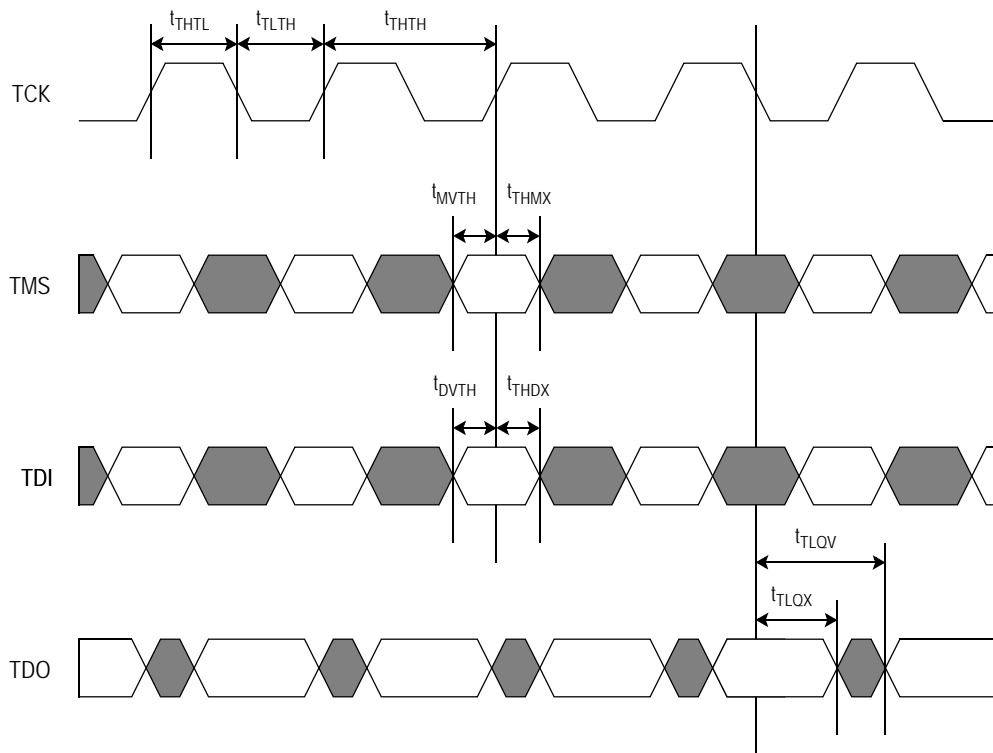 tTHTL tTLTH tTHTH
TCK
tMVTH tTHMX
TMS
tDVTH tTHDX
TDI
tTLQV
tTLQX
TDO